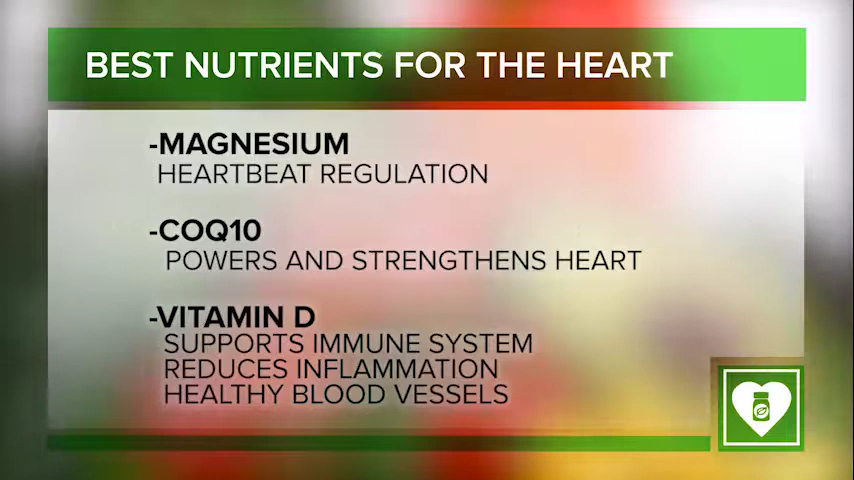 BEST NUTRIENTS FOR THE HEART
-MAGNESIUM
HEARTBEAT REGULATION
-COQ10
POWERS AND STRENGTHENS HEART
-VITAMIN D
SUPPORTS IMMUNE SYSTEM
REDUCES INFLAMMATION
HEALTHY BLOOD VESSELS